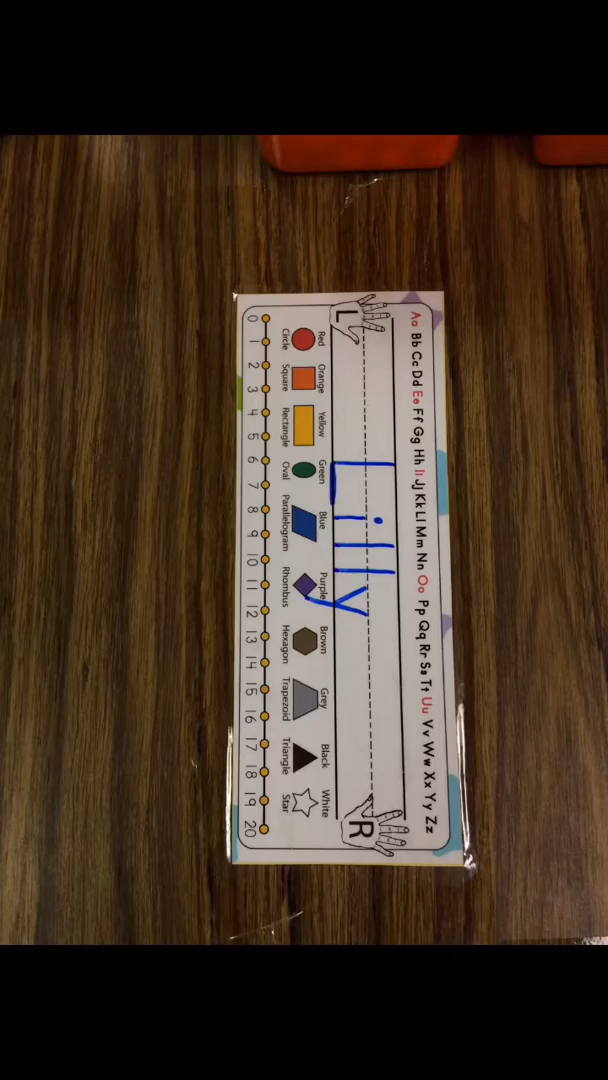 Aa Bb Cc Dd Ee Ff Gg Hh Ii Jj Kk Ll Mm Nn Oo Pp Qq Rr Ss Tt Uu Vv Ww Xx Yy Zz
L Lilly R
Red Orange Yellow Green Blue Purple Brown Grey Black White
Circle Square Rectangle Oval Parallelogram Rhombus Hexagon Trapezoid Triangle Star
0 1 2 3 4 5 6 7 8 9 10 11 12 13 14 15 16 17 18 19 20